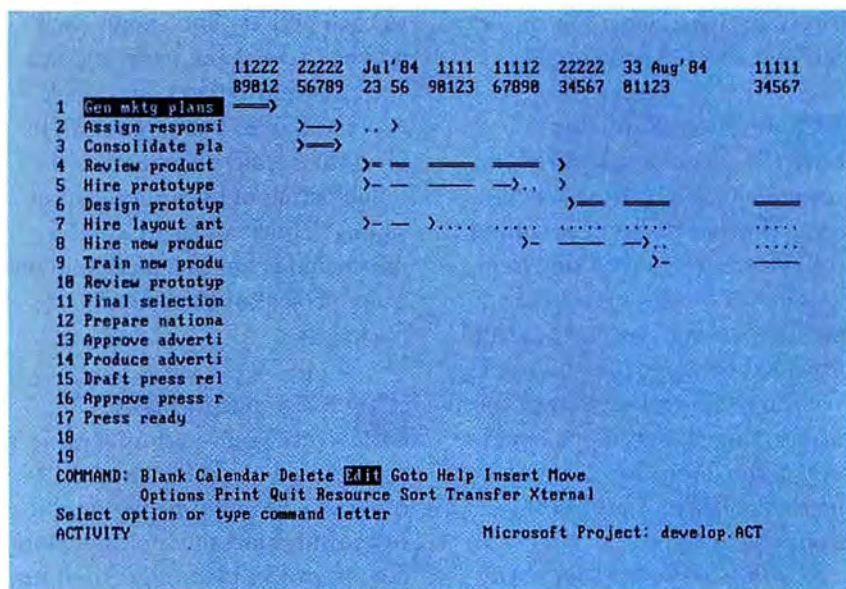 11222 22222 Jul'84 1111 11112 22222 33 Aug'84 11111
89012 56789 23 56 90123 67890 34567 01123 34567
1 Gen mktg plans
2 Assign responsi
3 Consolidate pla
4 Review product
5 Hire prototype
6 Design prototyp
7 Hire layout art
8 Hire new produc
9 Train new produ
10 Review prototyp
11 Final selection
12 Prepare nationa
13 Approve adverti
14 Produce adverti
15 Draft press rel
16 Approve press r
17 Press ready
18
19
COMMAND: Blank Calendar Delete Edit Goto Help Insert Move
Options Print Quit Resource Sort Transfer Xternal
Select option or type command letter
ACTIVITY Microsoft Project: develop.ACT